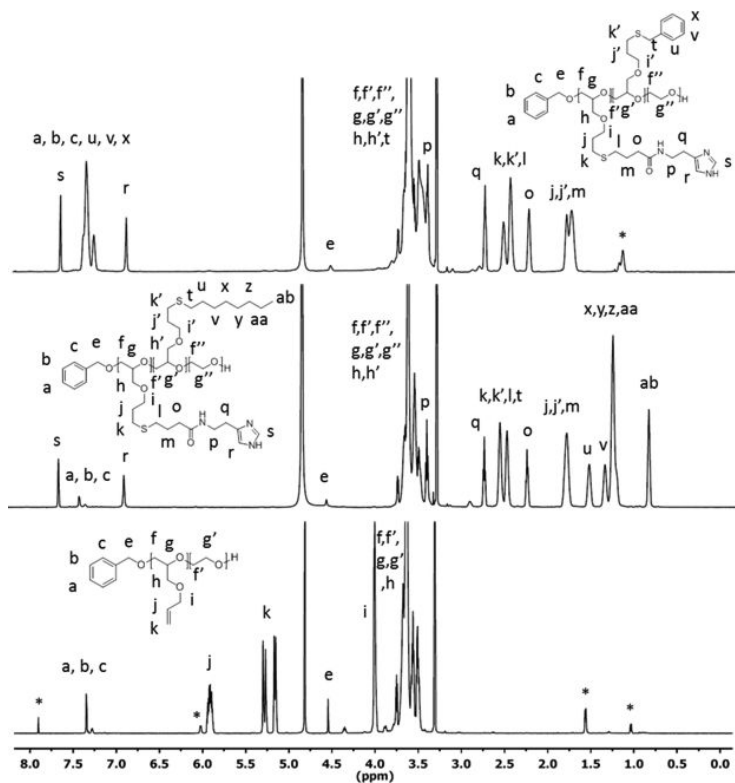 k' S x
j' t u v
i'
b c e f g O f''
O f' g' O g'' O H
a h i
O
j l o q N
k S m O N H p r NH s
f,f',f'',
g,g',g''
h,h',t
a, b, c, u, v, x
s
r
e
p
q
k,k',l
o
j,j',m
*
k' t u x z ab
S v y aa
j' i'
O
b c e f g h' O f''
O f' g' O g'' O H
a h i
O
j l o q N
k S m O N H p r NH s
f,f',f'',
g,g',g''
h,h'
x,y,z,aa
s
a, b, c
r
e
p
q
k,k',l,t
o
j,j',m
u
v
ab
f g g'
b c e O O O H
a h f'
O
j i
k
f,f',
g,g'
,h
*
a, b, c
*
j
k
e
i
*
*
8.0 7.5 7.0 6.5 6.0 5.5 5.0 4.5 4.0 3.5 3.0 2.5 2.0 1.5 1.0 0.5 0.0
(ppm)